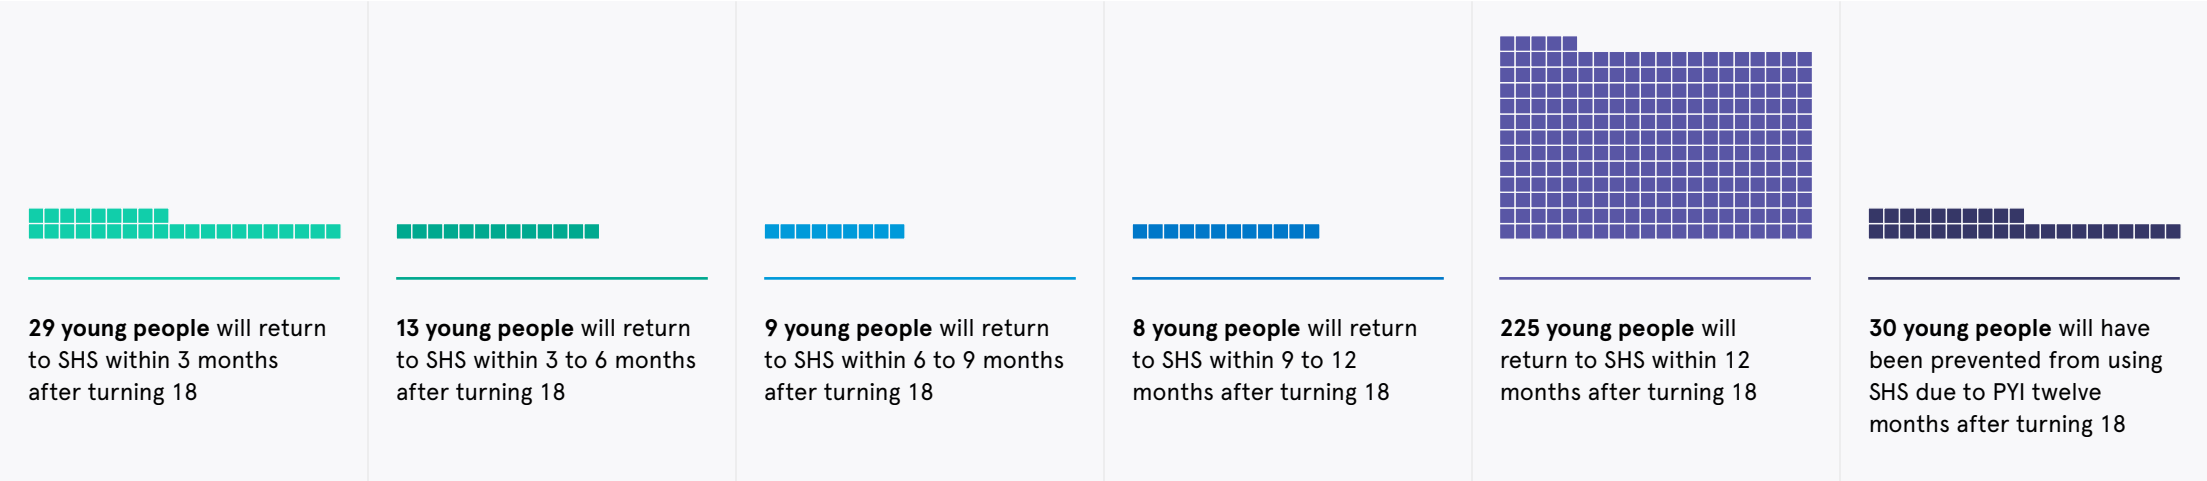 29 young people will return
to SHS within 3 months
after turning 18
13 young people will return
to SHS within 3 to 6 months
after turning 18
9 young people will return
to SHS within 6 to 9 months
after turning 18
8 young people will return
to SHS within 9 to 12
months after turning 18
225 young people will
return to SHS within 12
months after turning 18
30 young people will have
been prevented from using
SHS due to PYI twelve
months after turning 18